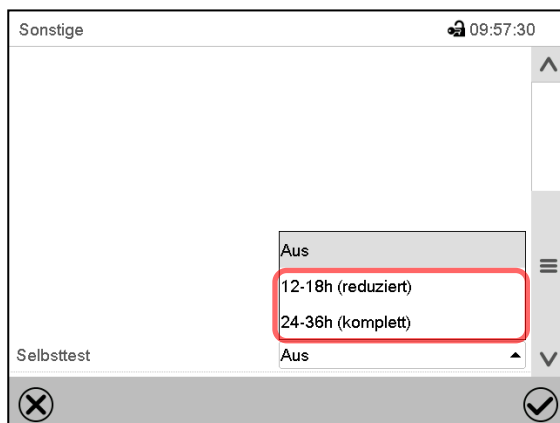 Sonstige 09:57:30
Aus
12-18h (reduziert)
24-36h (komplett)
Selbsttest Aus